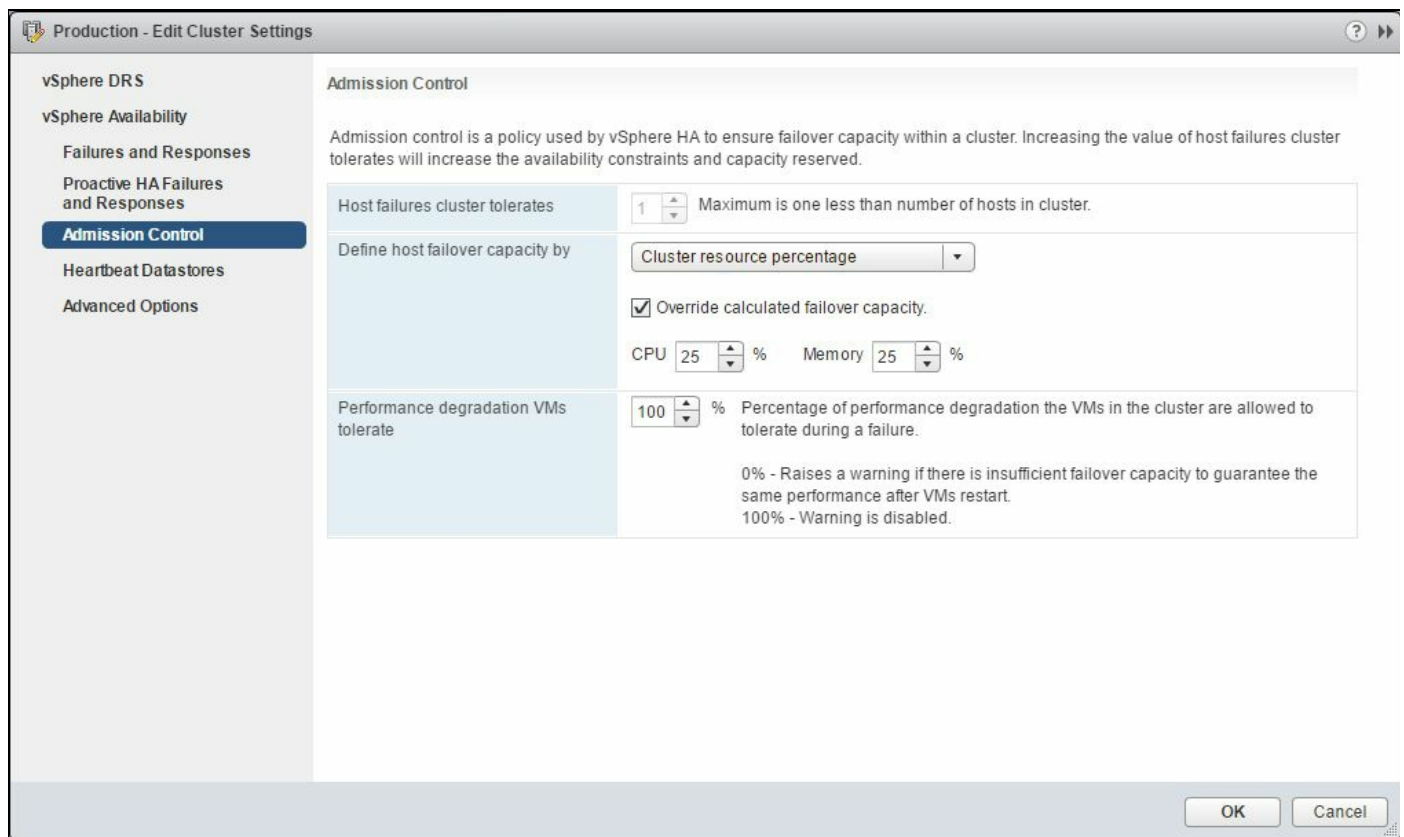 Production - Edit Cluster Settings
?
vSphere DRS
vSphere Availability
Failures and Responses
Proactive HA Failures
and Responses
Admission Control
Heartbeat Datastores
Advanced Options
Admission Control
Admission control is a policy used by vSphere HA to ensure failover capacity within a cluster. Increasing the value of host failures cluster
tolerates will increase the availability constraints and capacity reserved.
Host failures cluster tolerates
1 Maximum is one less than number of hosts in cluster.
Define host failover capacity by
Cluster resource percentage
Override calculated failover capacity.
CPU 25 % Memory 25 %
Performance degradation VMs
tolerate
100 % Percentage of performance degradation the VMs in the cluster are allowed to
tolerate during a failure.
0% - Raises a warning if there is insufficient failover capacity to guarantee the
same performance after VMs restart.
100% - Warning is disabled.
OK Cancel